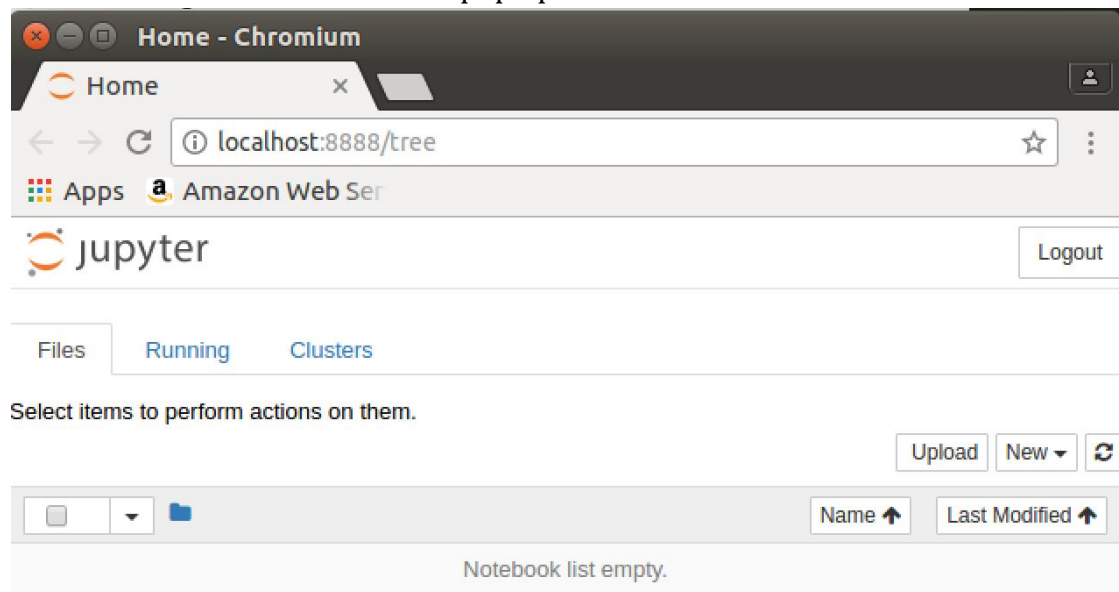 Home - Chromium
Home
localhost:8888/tree
Apps Amazon Web Ser
jupyter Logout
Files Running Clusters
Select items to perform actions on them.
Upload New
Name Last Modified
Notebook list empty.